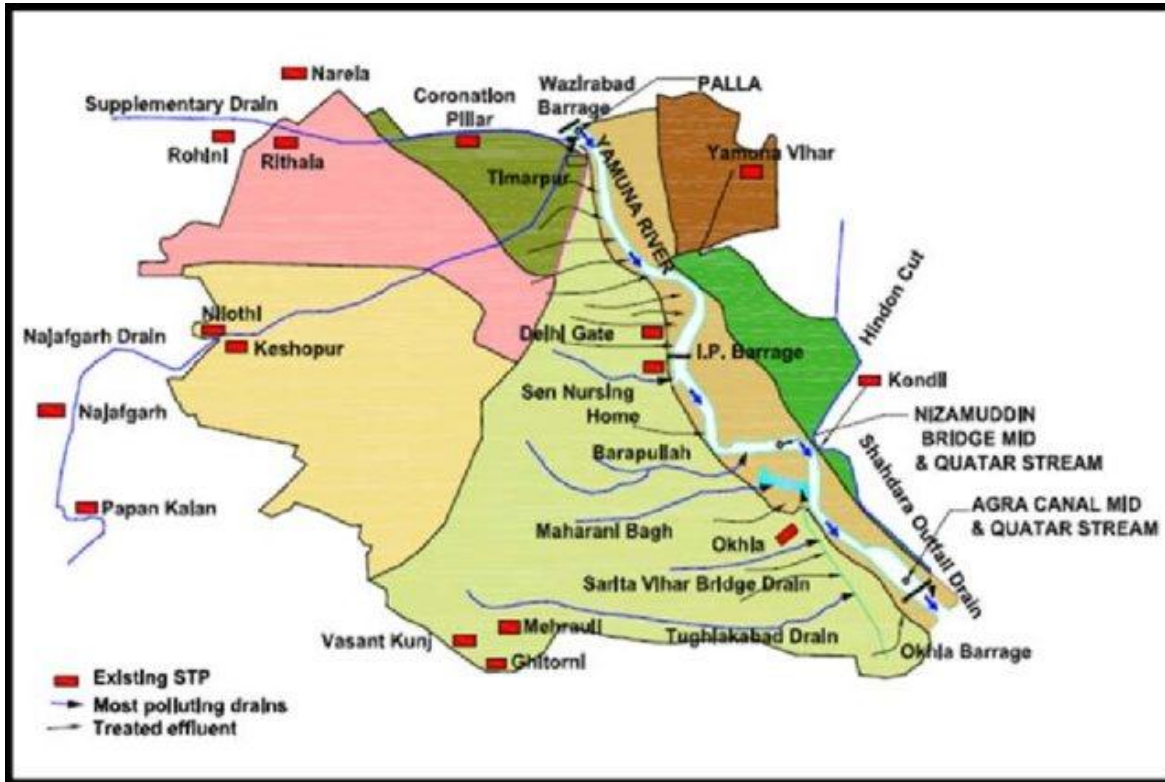 Narela
Wazirabad
Barrage
PALLA
Supplementary Drain
Coronation
Pillar
Rohini
Rithala
Timarpur
Yamuna Vihar
YAMUNA RIVER
Hindon Cut
Nilothi
Najafgarh Drain
Keshopur
Delhi Gate
I.P. Barrage
Najafgarh
Sen Nursing
Home
Kondli
NIZAMUDDIN
BRIDGE MID
& QUATAR STREAM
Barapullah
Shahdara Outfall Drain
Papan Kalan
Maharani Bagh
Okhla
AGRA CANAL MID
& QUATAR STREAM
Sarita Vihar Bridge Drain
Vasant Kunj
Mehrauli
Ghitorni
Tughlakabad Drain
Okhla Barrage
Existing STP
Most polluting drains
Treated effluent